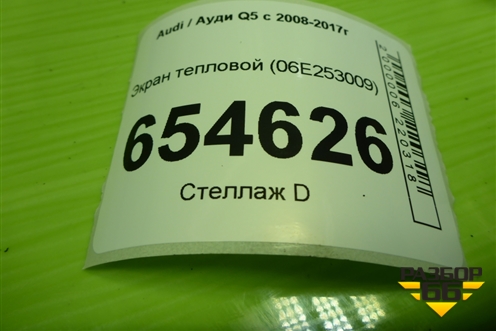 Audi / Ауди Q5 с 2008-2017г
Экран тепловой (06E253009)
654626
Стеллаж D
2000006220318
РАЗБОР
66